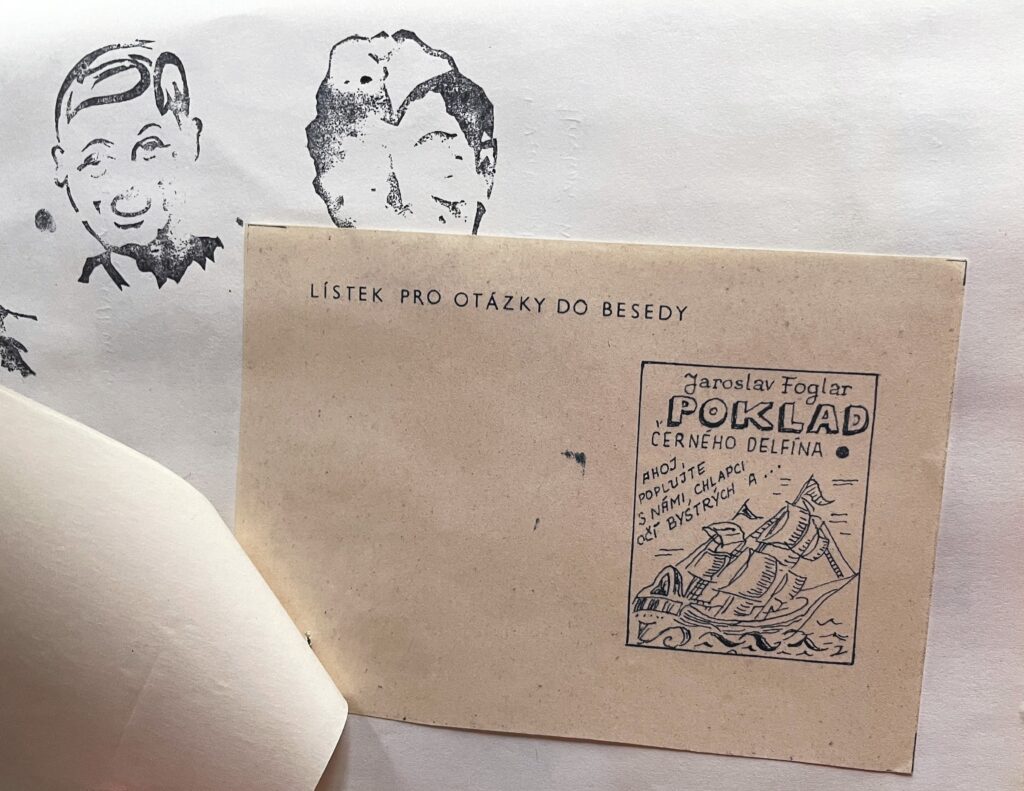 LÍSTEK PRO OTÁZKY DO BESEDY
Jaroslav Foglar
POKLAD
ČERNÉHO DELFÍNA
AHOJ,
POPLUJTE
S NÁMI, CHLAPCI
OČÍ BYSTRÝCH A ...